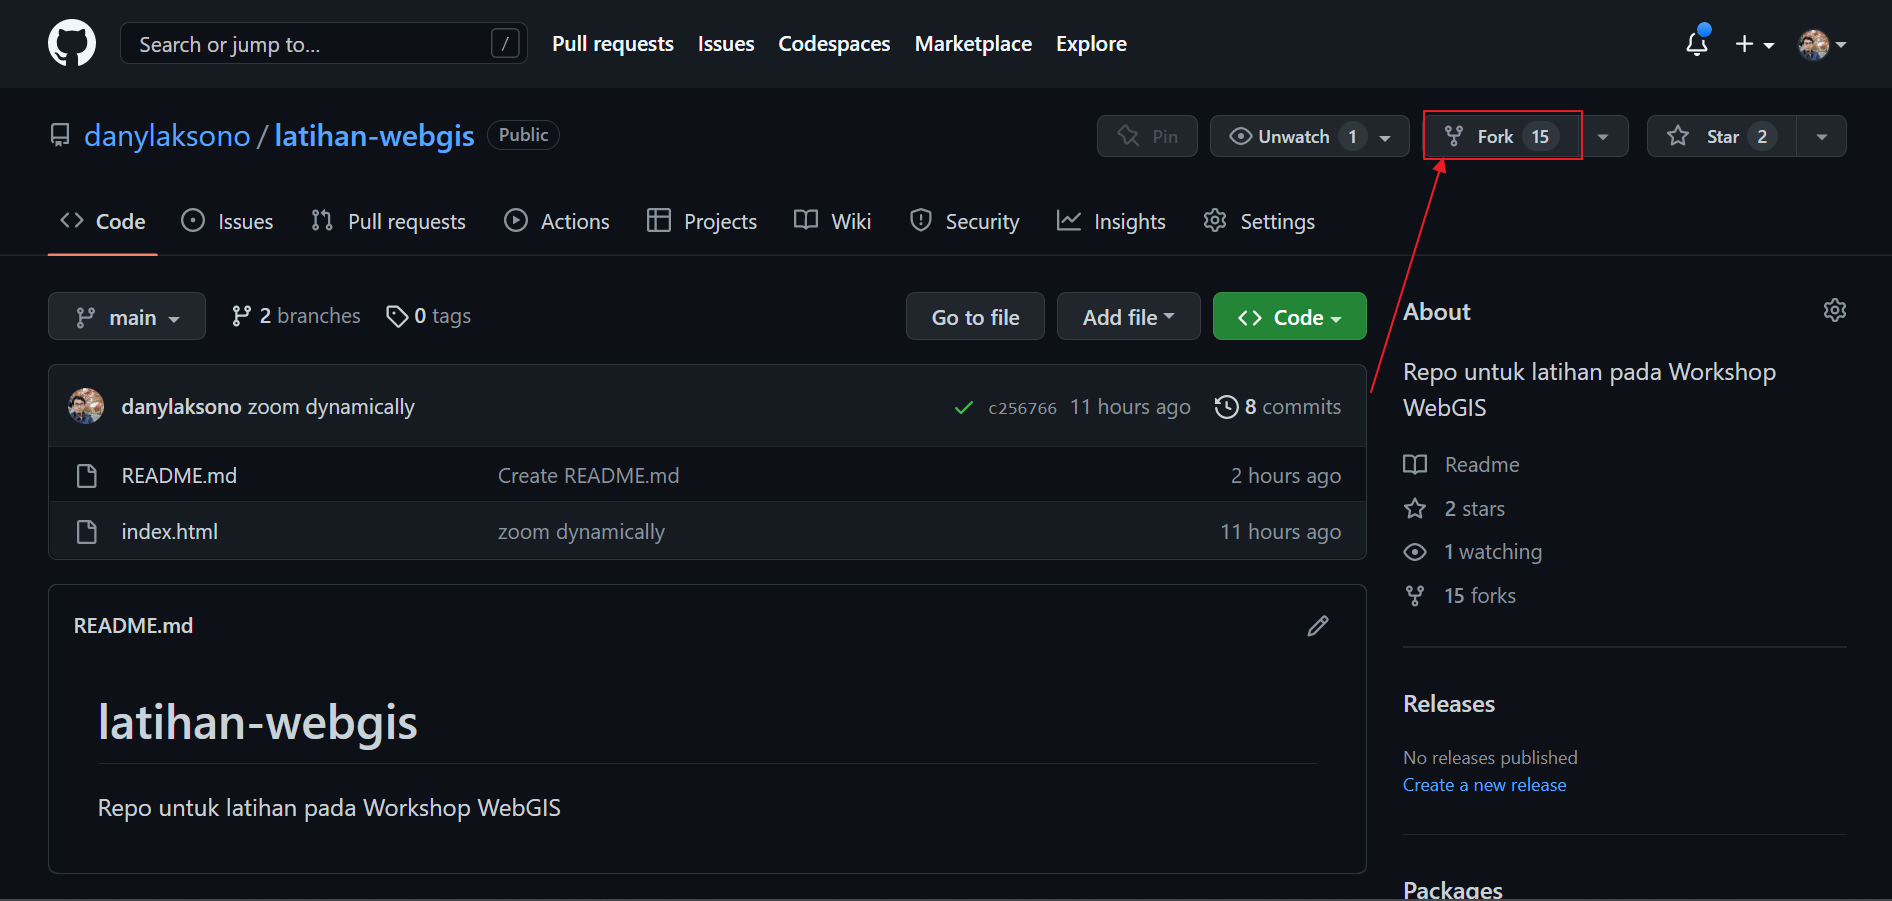 Search or jump to... / Pull requests Issues Codespaces Marketplace Explore
danylaksono / latihan-webgis Public Pin Unwatch 1 Fork 15 Star 2
Code Issues Pull requests Actions Projects Wiki Security Insights Settings
main 2 branches 0 tags Go to file Add file Code
danylaksono zoom dynamically c256766 11 hours ago 8 commits
README.md Create README.md 2 hours ago
index.html zoom dynamically 11 hours ago
README.md
latihan-webgis
Repo untuk latihan pada Workshop WebGIS
About
Repo untuk latihan pada Workshop
WebGIS
Readme
2 stars
1 watching
15 forks
Releases
No releases published
Create a new release
Packages